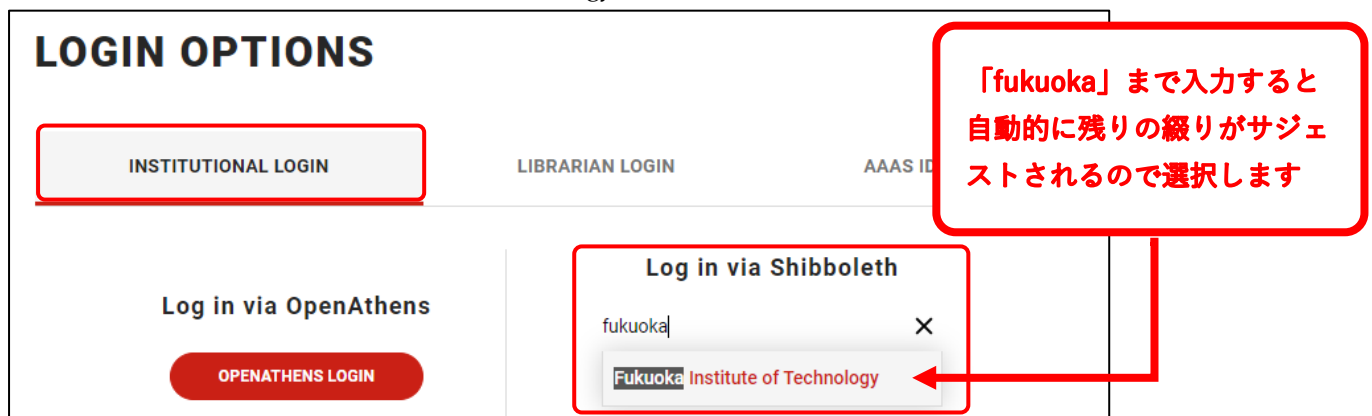 LOGIN OPTIONS
INSTITUTIONAL LOGIN
LIBRARIAN LOGIN
AAAS ID
「fukuoka」まで入力すると
自動的に残りの綴りがサジェ
ストされるので選択します
Log in via OpenAthens
OPENATHENS LOGIN
Log in via Shibboleth
fukuoka
Fukuoka Institute of Technology